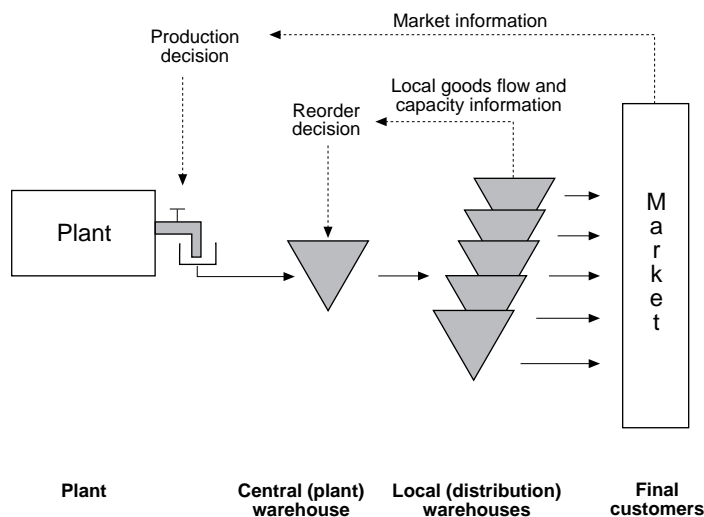 Market information
Production
decision
Local goods flow and
capacity information
Reorder
decision
Plant
Market
Plant
Central (plant)
warehouse
Local (distribution)
warehouses
Final
customers